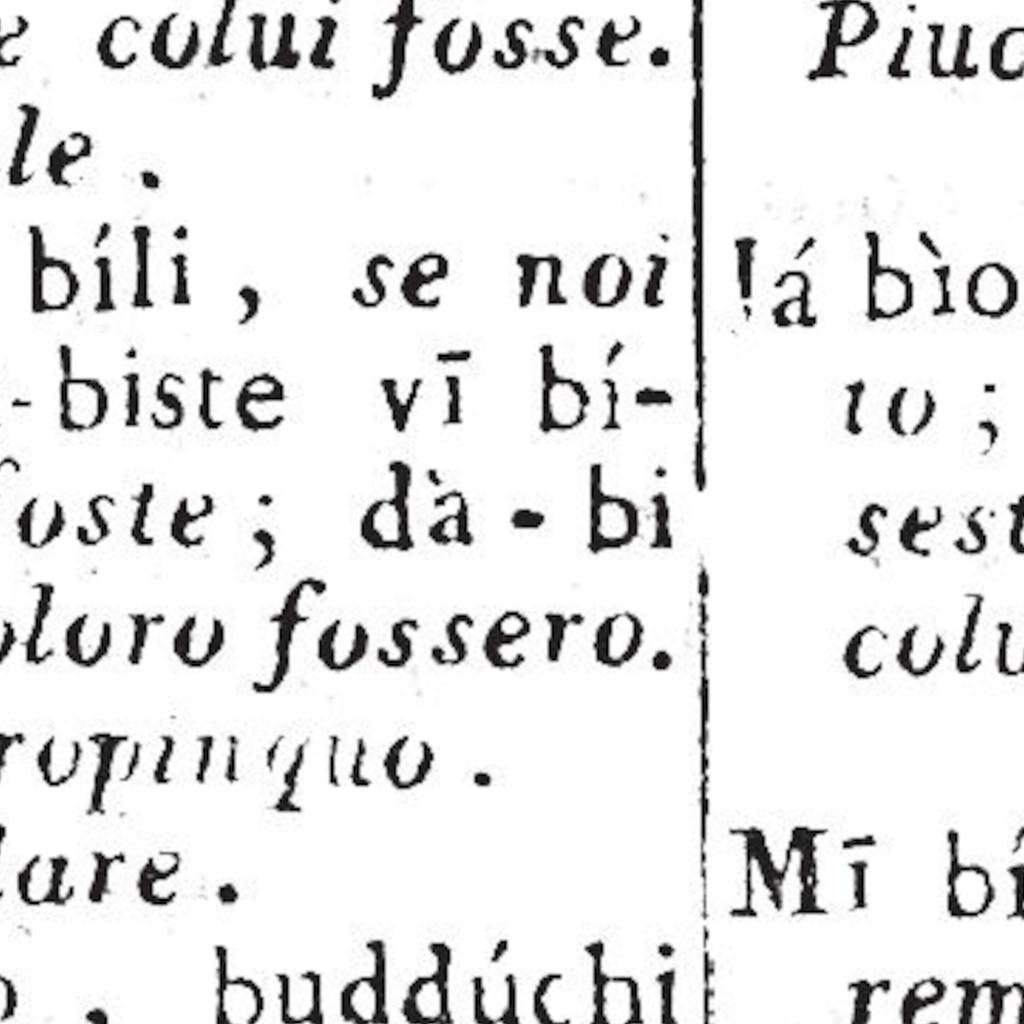 colui fosse.
le .
bíli , se noi
-biste vī bí-
foste ; dà - bi
oloro fossero.
ropinquo .
lare .
, buddúchi
Piuc
!á bìo
to ;
sest
colu
Mī bí
rem